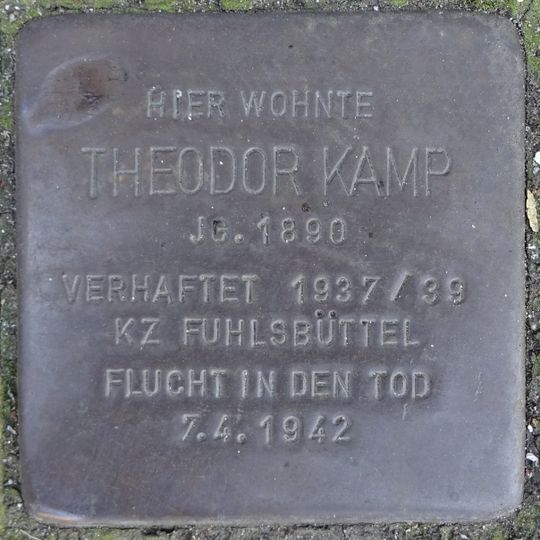 HIER WOHNTE
THEODOR KAMP
JG. 1890
VERHAFTET 1937/39
KZ FUHLSBÜTTEL
FLUCHT IN DEN TOD
7.4.1942